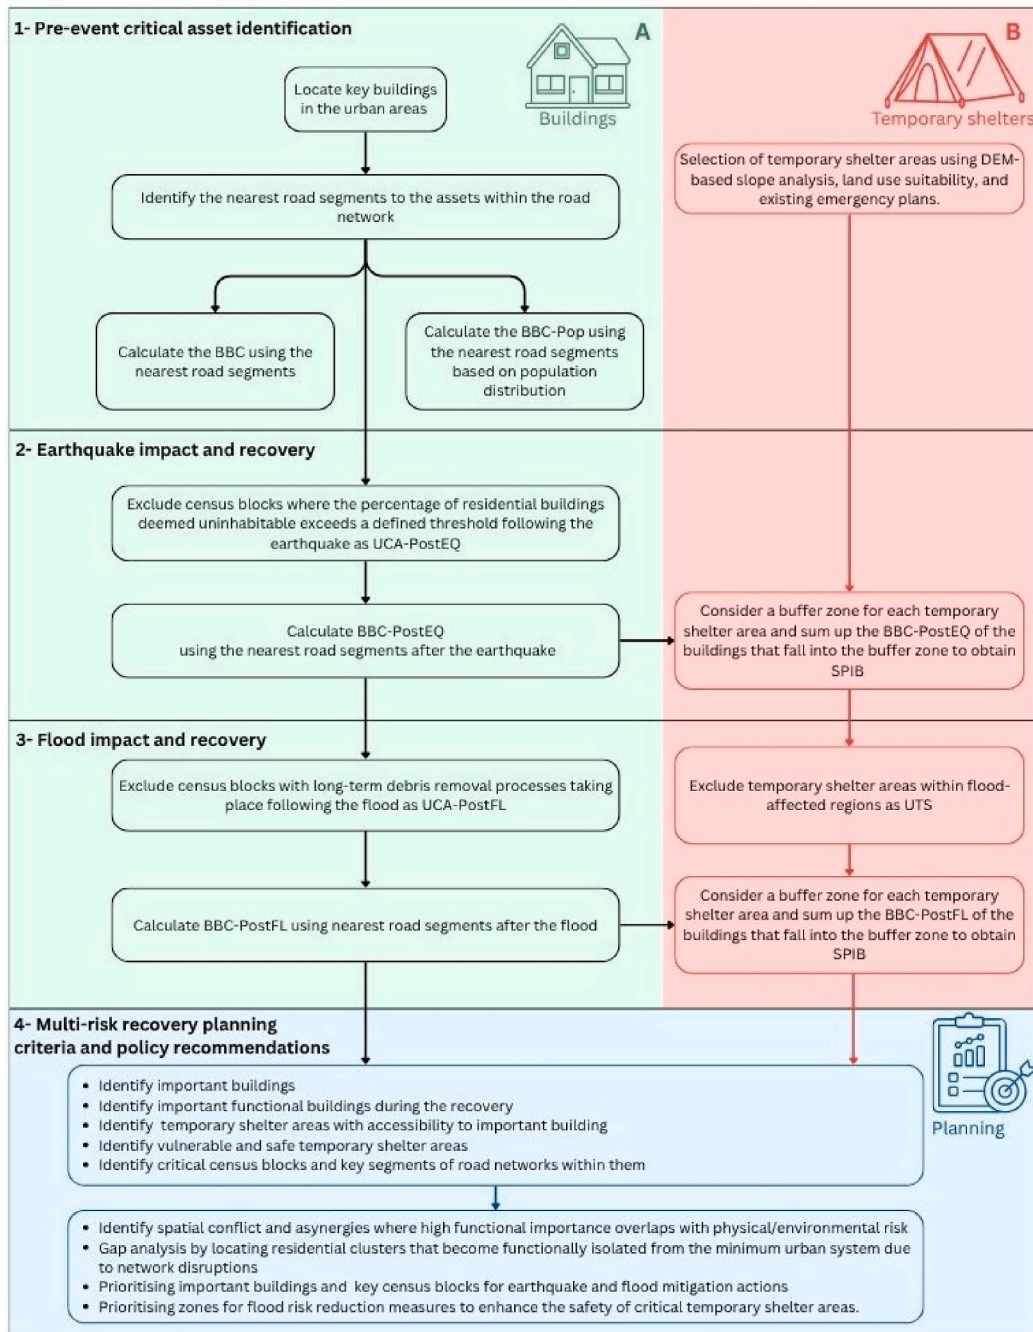 1- Pre-event critical asset identification
A
Buildings
B
Temporary shelters
Locate key buildings
in the urban areas
Identify the nearest road segments to the assets within the road
network
Calculate the BBC using the
nearest road segments
Calculate the BBC-Pop using
the nearest road segments
based on population
distribution
Selection of temporary shelter areas using DEM-
based slope analysis, land use suitability, and
existing emergency plans.
2- Earthquake impact and recovery
Exclude census blocks where the percentage of residential buildings
deemed uninhabitable exceeds a defined threshold following the
earthquake as UCA-PostEQ
Calculate BBC-PostEQ
using the nearest road segments after the earthquake
Consider a buffer zone for each temporary
shelter area and sum up the BBC-PostEQ of the
buildings that fall into the buffer zone to obtain
SPIB
3- Flood impact and recovery
Exclude census blocks with long-term debris removal processes taking
place following the flood as UCA-PostFL
Exclude temporary shelter areas within flood-
affected regions as UTS
Calculate BBC-PostFL using nearest road segments after the flood
Consider a buffer zone for each temporary
shelter area and sum up the BBC-PostFL of the
buildings that fall into the buffer zone to obtain
SPIB
4- Multi-risk recovery planning
criteria and policy recommendations
Planning
• Identify important buildings
• Identify important functional buildings during the recovery
• Identify temporary shelter areas with accessibility to important building
• Identify vulnerable and safe temporary shelter areas
• Identify critical census blocks and key segments of road networks within them
• Identify spatial conflict and asynergies where high functional importance overlaps with physical/environmental risk
• Gap analysis by locating residential clusters that become functionally isolated from the minimum urban system due
to network disruptions
• Prioritising important buildings and key census blocks for earthquake and flood mitigation actions
• Prioritising zones for flood risk reduction measures to enhance the safety of critical temporary shelter areas.